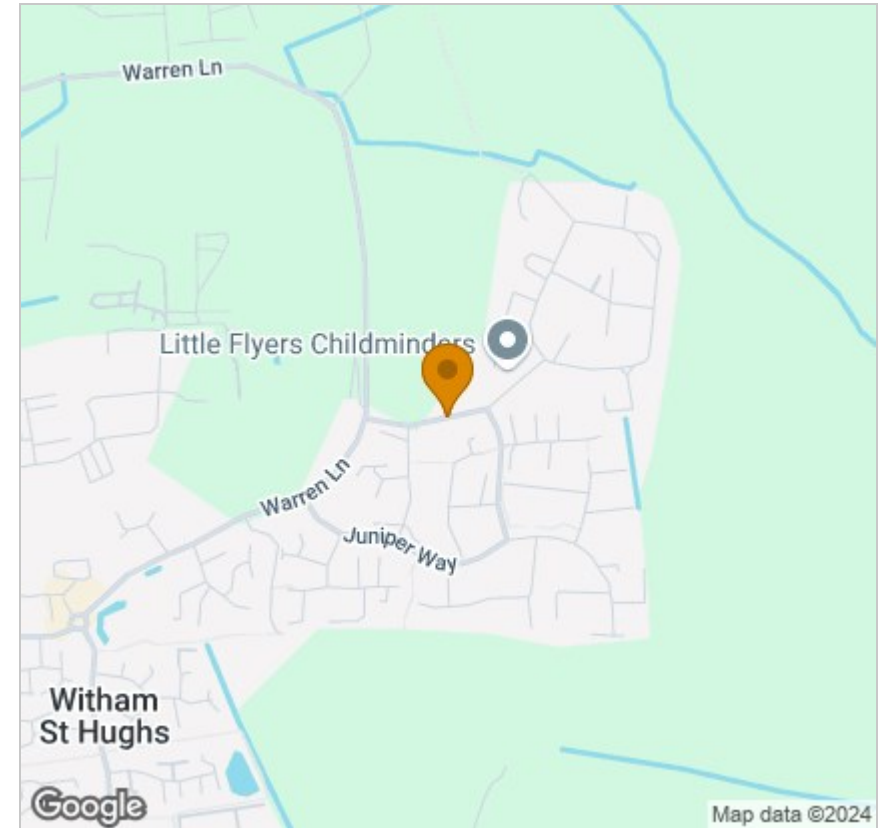 Warren Ln
Little Flyers Childminders
Warren Ln
Juniper Way
Witham
St Hughs
Google
Map data ©2024